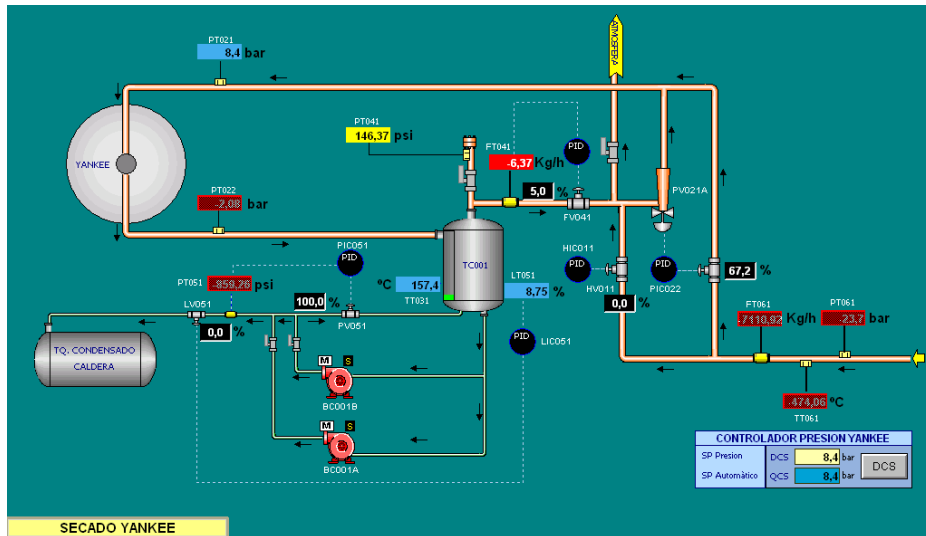 PT021
8,4 bar
ATMOSFERA
PT041
146,37 psi
FT041
-6,37 Kg/h
PID
5,0 %
FV041
PV021A
YANKEE
PT022
-2,08 bar
PIC051
PID
TC001
HIC011
PID
HV011
0,0 %
PID
PIC022
67,2 %
PT051
-859,26 psi
ºC 157,4
TT031
LT051
8,75 %
LV051
0,0 %
100,0 %
PV051
PID
LIC051
FT061
-7110,92 Kg/h
PT061
-23,7 bar
-474,06 ºC
TT061
TQ. CONDENSADO
CALDERA
M S
BC001B
M S
BC001A
CONTROLADOR PRESION YANKEE
SP Presion DCS 8,4 bar
SP Automàtico QCS 8,4 bar
DCS
SECADO YANKEE